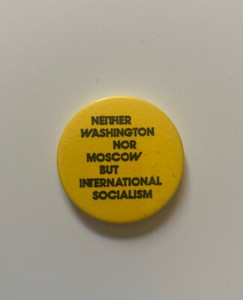 NEITHER
WASHINGTON
NOR
MOSCOW
BUT
INTERNATIONAL
SOCIALISM